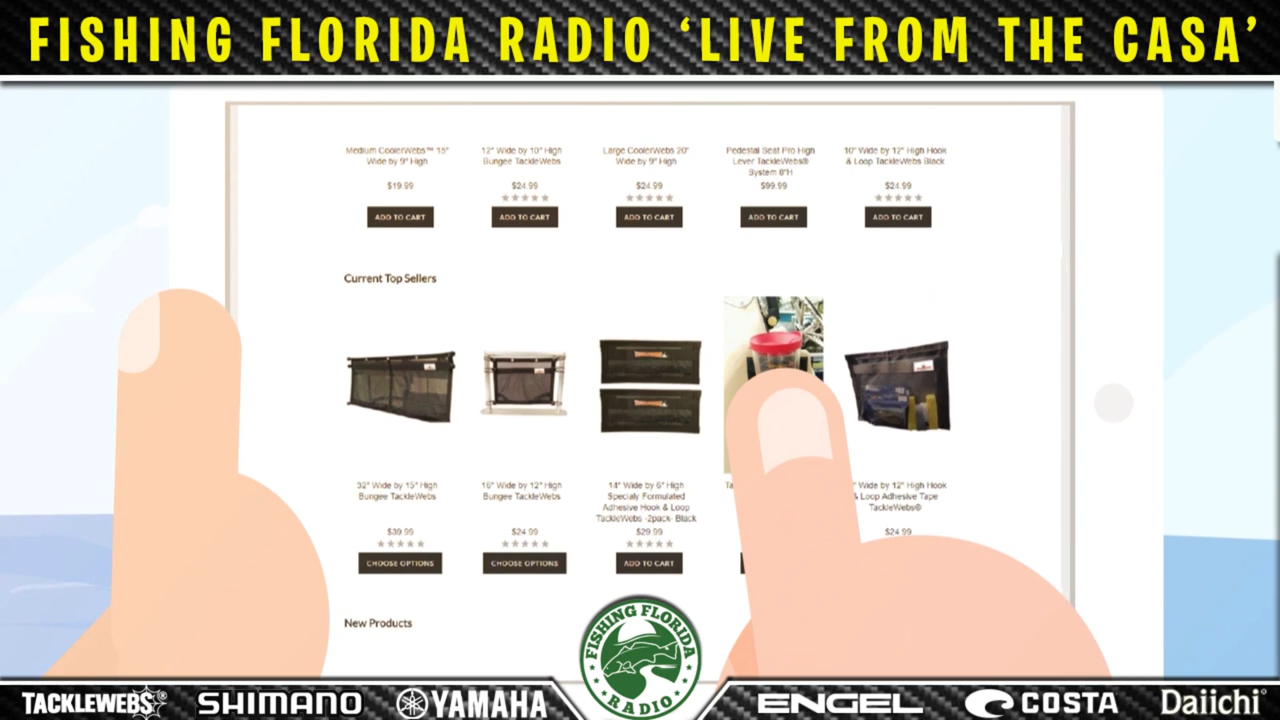 FISHING FLORIDA RADIO ‘LIVE FROM THE CASA’
Medium CoolerWebs™ 15"
Wide by 9" High
$19.99
ADD TO CART
12" Wide by 10" High
Bungee TackleWebs
$24.99
ADD TO CART
Large CoolerWebs 20"
Wide by 9" High
$24.99
ADD TO CART
Pedestal Seat Pro High
Lever TackleWebs®
System 8"H
$99.99
ADD TO CART
10" Wide by 12" High Hook
& Loop TackleWebs Black
$24.99
ADD TO CART
Current Top Sellers
32" Wide by 15" High
Bungee TackleWebs
$39.99
CHOOSE OPTIONS
16" Wide by 12" High
Bungee TackleWebs
$24.99
CHOOSE OPTIONS
14" Wide by 6" High
Specialy Formulated
Adhesive Hook & Loop
TackleWebs -2pack- Black
$29.99
ADD TO CART
Wide by 12" High Hook
& Loop Adhesive Tape
TackleWebs®
$24.99
New Products
FISHING FLORIDA
RADIO
TACKLEWEBS®
SHIMANO
YAMAHA
ENGEL
COSTA
Daiichi